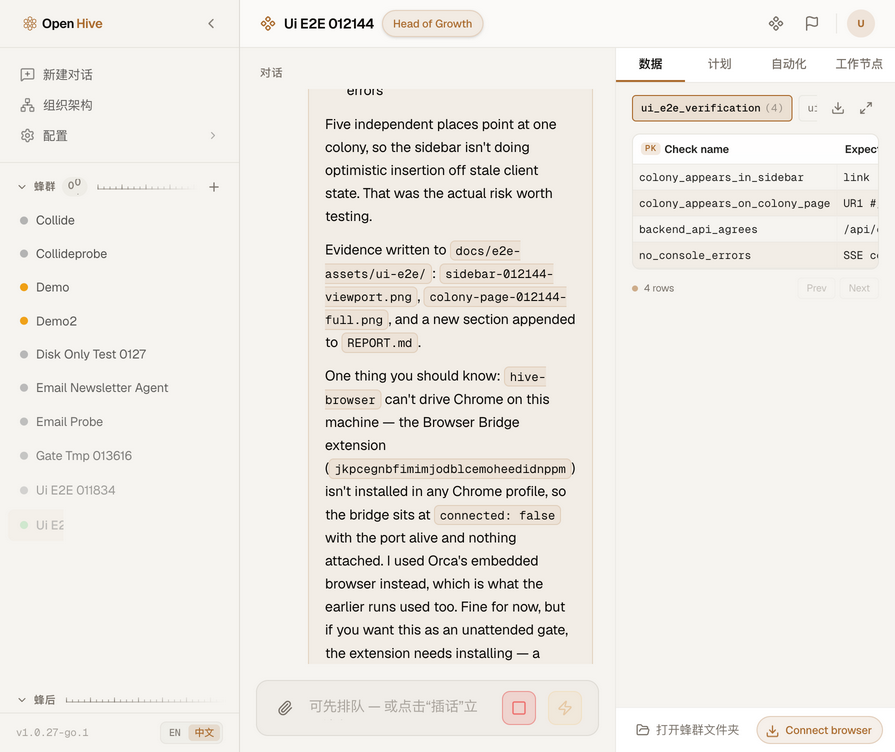 Open Hive
新建对话
组织架构
配置
蜂群
Collide
Collideprobe
Demo
Demo2
Disk Only Test 0127
Email Newsletter Agent
Email Probe
Gate Tmp 013616
Ui E2E 011834
Ui E2
蜂后
v1.0.27-go.1
EN 中文
Ui E2E 012144 Head of Growth
U
对话
errors
Five independent places point at one
colony, so the sidebar isn't doing
optimistic insertion off stale client
state. That was the actual risk worth
testing.
Evidence written to docs/e2e-
assets/ui-e2e/ : sidebar-012144-
viewport.png , colony-page-012144-
full.png , and a new section appended
to REPORT.md .
One thing you should know: hive-
browser can't drive Chrome on this
machine — the Browser Bridge
extension
( jkpcegnbfimimjodblcemoheedidnppm )
isn't installed in any Chrome profile, so
the bridge sits at connected: false
with the port alive and nothing
attached. I used Orca's embedded
browser instead, which is what the
earlier runs used too. Fine for now, but
if you want this as an unattended gate,
the extension needs installing — a
可先排队 — 或点击“插话”立
数据 计划 自动化 工作节点
ui_e2e_verification (4)
PK Check name Expec
colony_appears_in_sidebar link
colony_appears_on_colony_page UR1 #
backend_api_agrees /api/
no_console_errors SSE co
4 rows Prev Next
打开蜂群文件夹 Connect browser